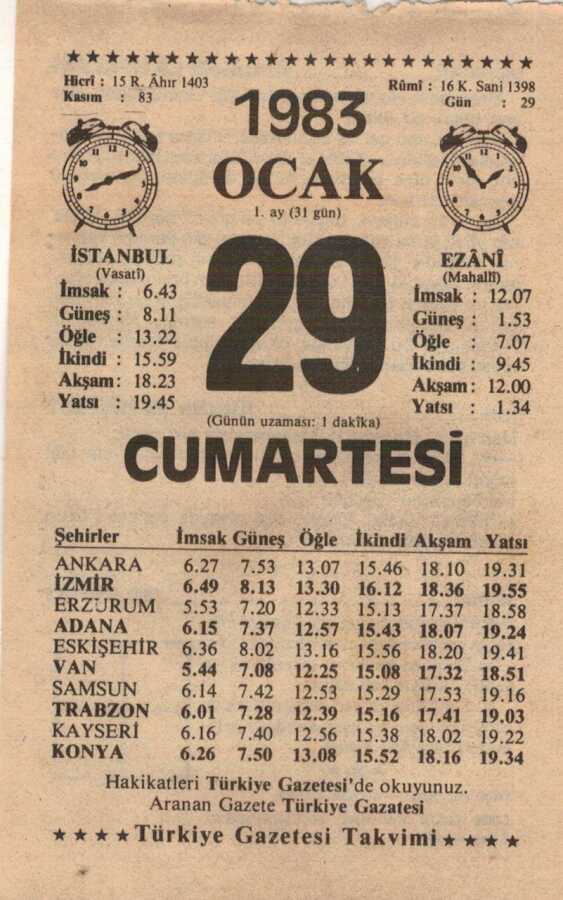 ★★★★★★★★★★★★★★★★★★★★★★★★
Hicrî : 15 R. Âhır 1403
Kasım : 83
1983
Rûmî : 16 K. Sani 1398
Gün : 29
OCAK
1. ay (31 gün)
İSTANBUL
(Vasatî)
İmsak : 6.43
Güneş : 8.11
Öğle : 13.22
İkindi : 15.59
Akşam : 18.23
Yatsı : 19.45
29
EZÂNÎ
(Mahallî)
İmsak : 12.07
Güneş : 1.53
Öğle : 7.07
İkindi : 9.45
Akşam : 12.00
Yatsı : 1.34
(Günün uzaması: 1 dakîka)
CUMARTESİ
Şehirler İmsak Güneş Öğle İkindi Akşam Yatsı
ANKARA 6.27 7.53 13.07 15.46 18.10 19.31
İZMİR 6.49 8.13 13.30 16.12 18.36 19.55
ERZURUM 5.53 7.20 12.33 15.13 17.37 18.58
ADANA 6.15 7.37 12.57 15.43 18.07 19.24
ESKİŞEHİR 6.36 8.02 13.16 15.56 18.20 19.41
VAN 5.44 7.08 12.25 15.08 17.32 18.51
SAMSUN 6.14 7.42 12.53 15.29 17.53 19.16
TRABZON 6.01 7.28 12.39 15.16 17.41 19.03
KAYSERİ 6.16 7.40 12.56 15.38 18.02 19.22
KONYA 6.26 7.50 13.08 15.52 18.16 19.34
Hakikatleri Türkiye Gazetesi'de okuyunuz.
Aranan Gazete Türkiye Gazatesi
★★★★Türkiye Gazetesi Takvimi★★★★